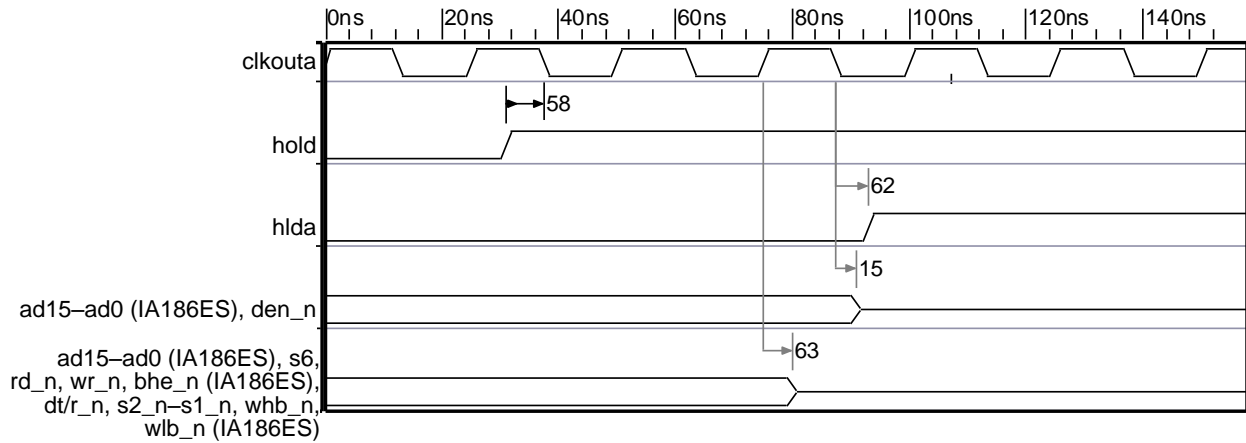 0ns 20ns 40ns 60ns 80ns 100ns 120ns 140ns
clkouta
58
hold
62
hlda
15
ad15–ad0 (IA186ES), den_n
63
ad15–ad0 (IA186ES), s6,
rd_n, wr_n, bhe_n (IA186ES),
dt/r_n, s2_n–s1_n, whb_n,
wlb_n (IA186ES)